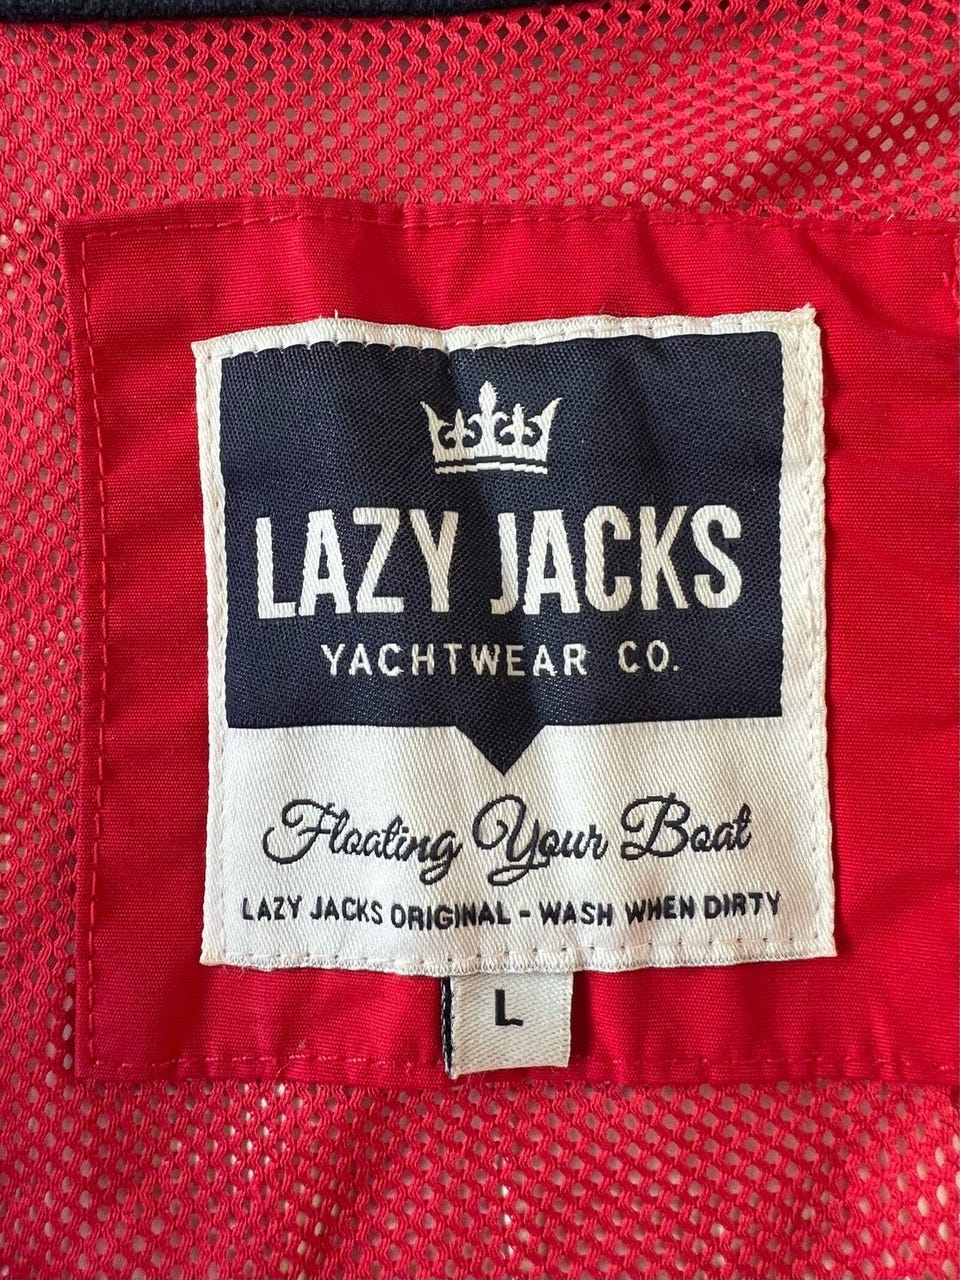 LAZY JACKS
YACHTWEAR CO.
Floating Your Boat
LAZY JACKS ORIGINAL - WASH WHEN DIRTY
L